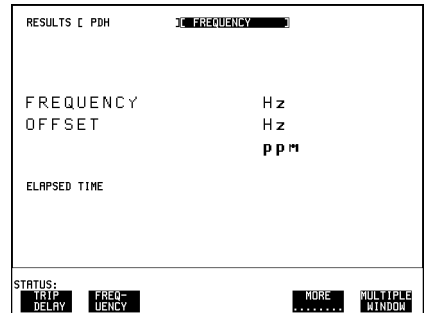 RESULTS [ PDH ][ FREQUENCY ]
FREQUENCY Hz
OFFSET Hz
ppm
ELAPSED TIME
STATUS:
TRIP DELAY FREQ-UENCY MORE ........ MULTIPLE WINDOW